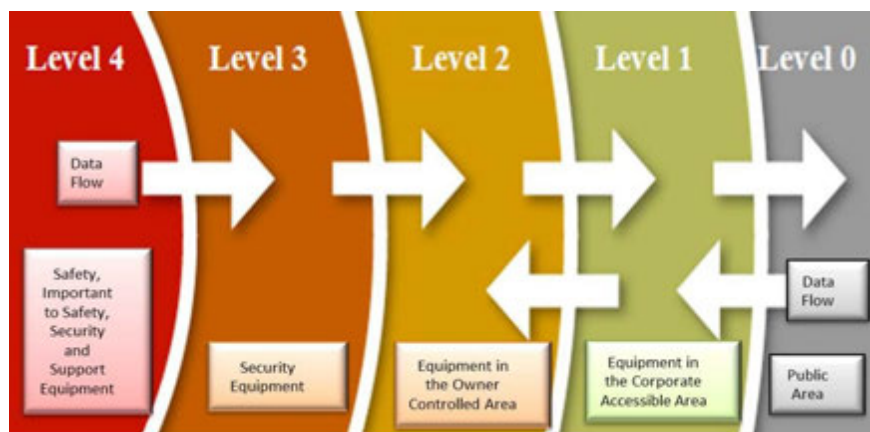 Level 4
Level 3
Level 2
Level 1
Level 0
Data
Flow
Data
Flow
Safety,
Important
to Safety,
Security
and
Support
Equipment
Security
Equipment
Equipment in
the Owner
Controlled Area
Equipment in
the Corporate
Accessible Area
Public
Area